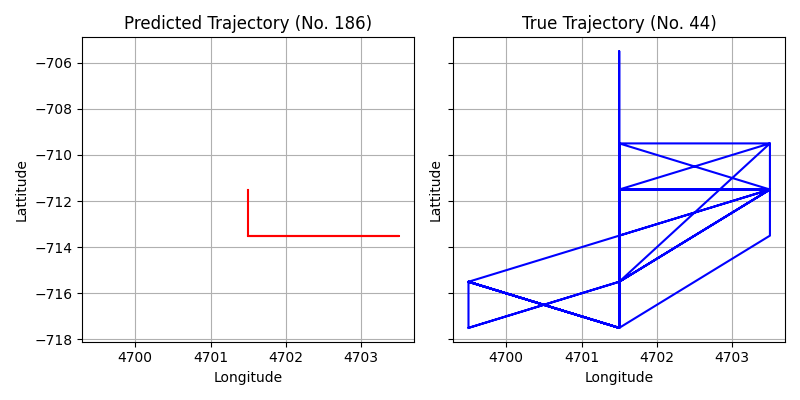 Predicted Trajectory (No. 186)
True Trajectory (No. 44)
Lattitude
−706
−708
−710
−712
−714
−716
−718
4700
4701
4702
4703
Longitude
Lattitude
4700
4701
4702
4703
Longitude